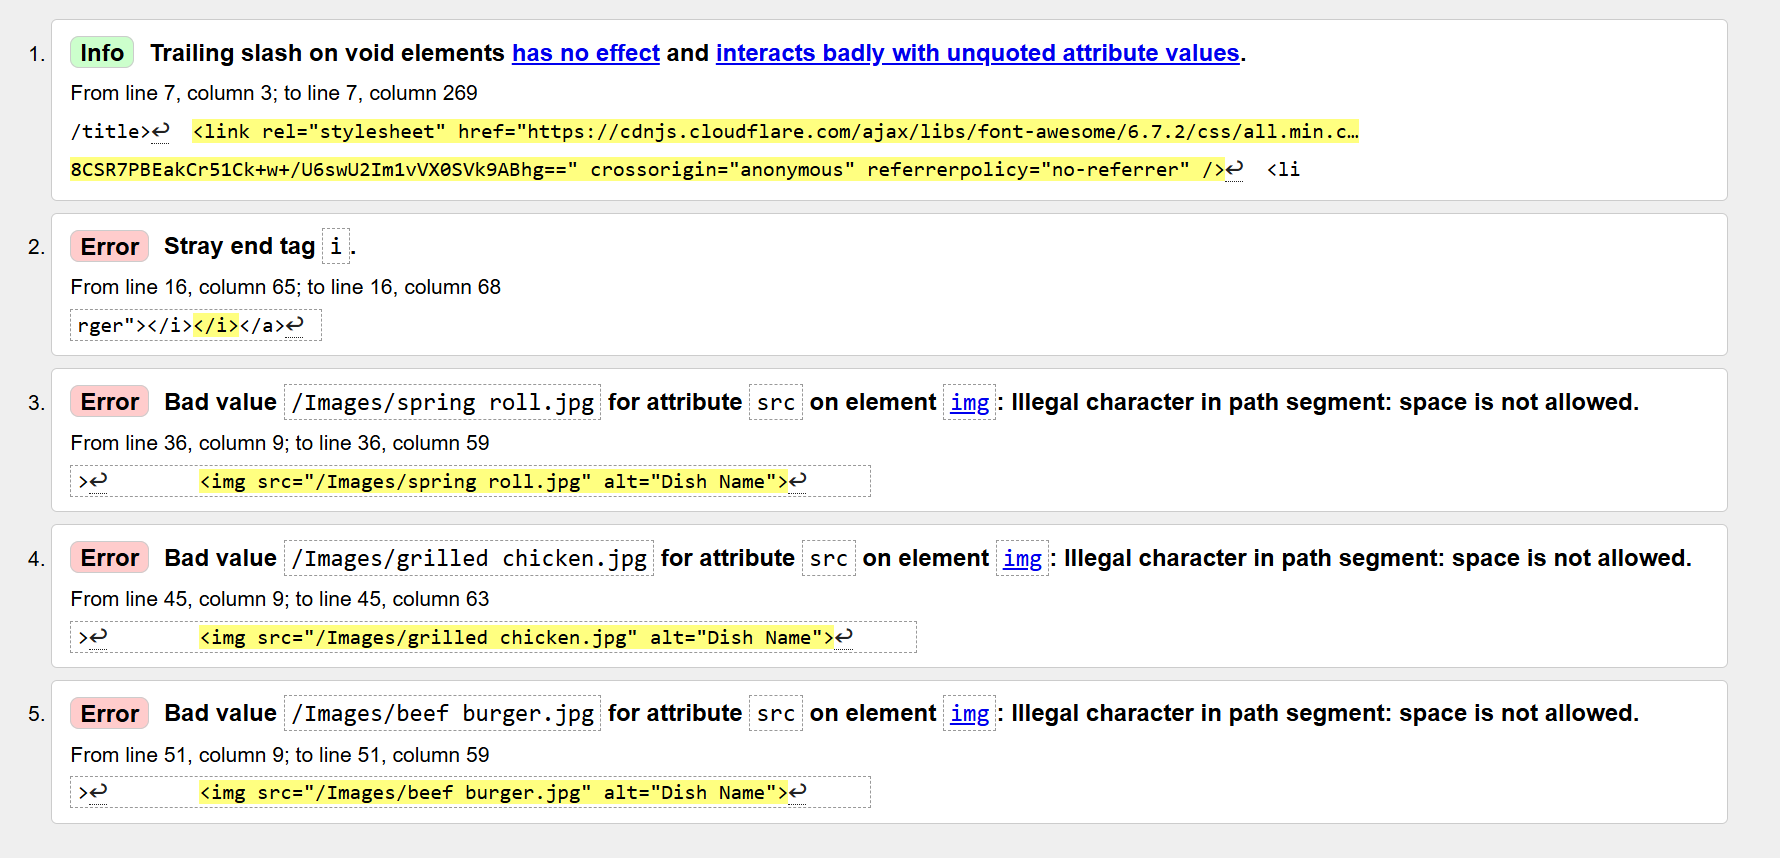 1. Info Trailing slash on void elements has no effect and interacts badly with unquoted attribute values.
From line 7, column 3; to line 7, column 269
/title>↩ <link rel="stylesheet" href="https://cdnjs.cloudflare.com/ajax/libs/font-awesome/6.7.2/css/all.min.c…
8CSR7PBEakCr51Ck+w+/U6swU2Im1vVX0SVk9ABhg==" crossorigin="anonymous" referrerpolicy="no-referrer" />↩ <li
2. Error Stray end tag i.
From line 16, column 65; to line 16, column 68
rger"></i></i></a>↩
3. Error Bad value /Images/spring roll.jpg for attribute src on element img: Illegal character in path segment: space is not allowed.
From line 36, column 9; to line 36, column 59
>↩ <img src="/Images/spring roll.jpg" alt="Dish Name">↩
4. Error Bad value /Images/grilled chicken.jpg for attribute src on element img: Illegal character in path segment: space is not allowed.
From line 45, column 9; to line 45, column 63
>↩ <img src="/Images/grilled chicken.jpg" alt="Dish Name">↩
5. Error Bad value /Images/beef burger.jpg for attribute src on element img: Illegal character in path segment: space is not allowed.
From line 51, column 9; to line 51, column 59
>↩ <img src="/Images/beef burger.jpg" alt="Dish Name">↩